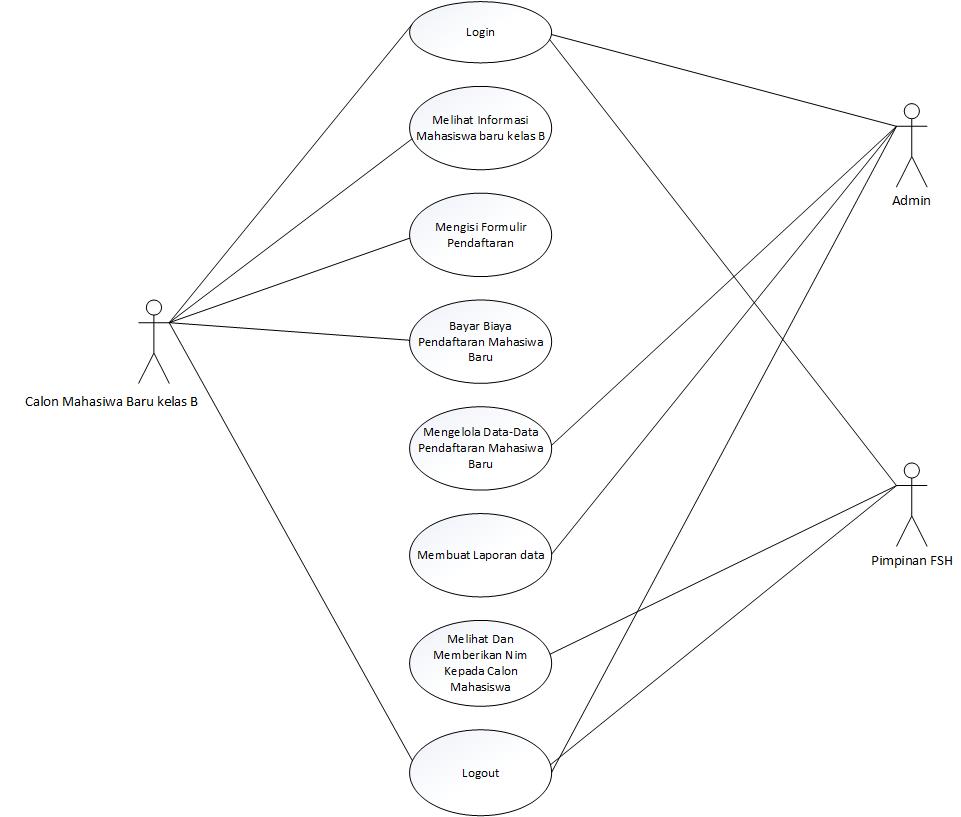 Login
Melihat Informasi
Mahasiswa baru kelas B
Admin
Mengisi Formulir
Pendaftaran
Bayar Biaya
Pendaftaran Mahasiwa
Baru
Calon Mahasiwa Baru kelas B
Mengelola Data-Data
Pendaftaran Mahasiwa
Baru
Membuat Laporan data
Pimpinan FSH
Melihat Dan
Memberikan Nim
Kepada Calon
Mahasiswa
Logout